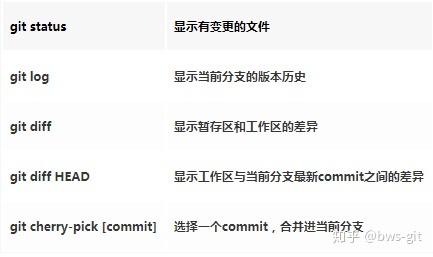 git status 显示有变更的文件
git log 显示当前分支的版本历史
git diff 显示暂存区和工作区的差异
git diff HEAD 显示工作区与当前分支最新commit之间的差异
git cherry-pick [commit] 选择一个commit，合并进当前分支
知乎 @bws-git